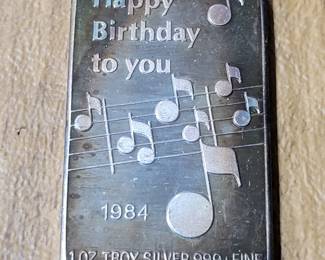 Happy
Birthday
to you
1984
1 OZ TROY SILVER 999+ FINE